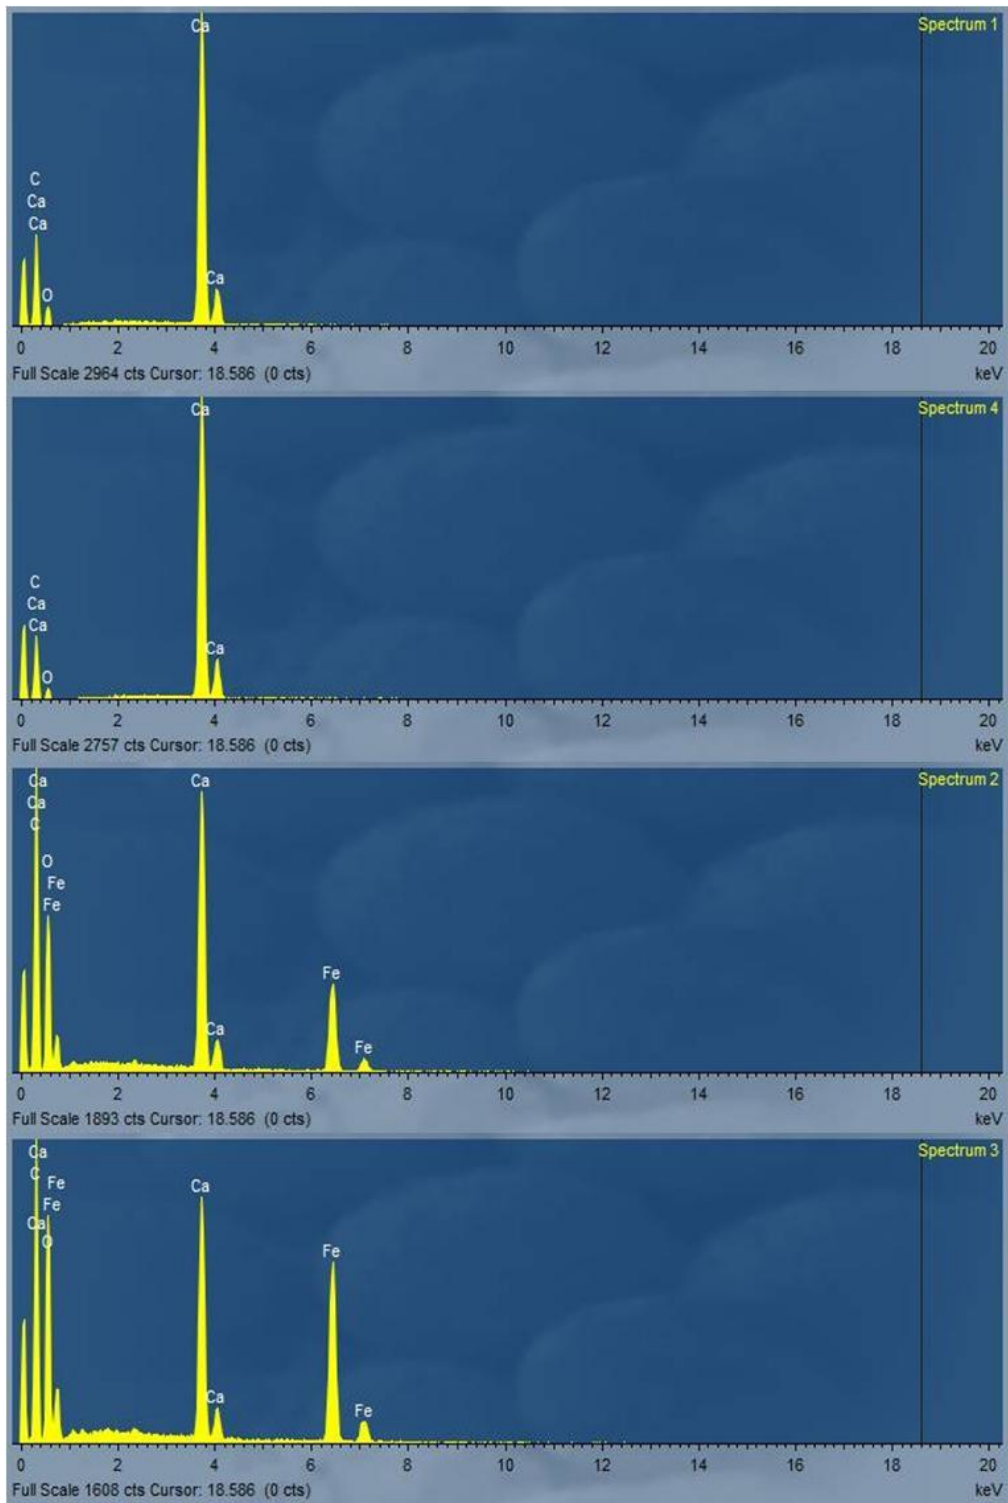 Ca
Spectrum 1
C
Ca
Ca
Ca
O
0 2 4 6 8 10 12 14 16 18 20
Full Scale 2964 cts Cursor: 18.586 (0 cts)
keV
Ca
Spectrum 4
C
Ca
Ca
Ca
O
0 2 4 6 8 10 12 14 16 18 20
Full Scale 2757 cts Cursor: 18.586 (0 cts)
keV
Ca
Ca
Spectrum 2
Ca
C
O
Fe
Fe
Fe
Ca
Fe
0 2 4 6 8 10 12 14 16 18 20
Full Scale 1893 cts Cursor: 18.586 (0 cts)
keV
Ca
Spectrum 3
C
Fe
Ca
Fe
Ca
O
Fe
Ca
Fe
0 2 4 6 8 10 12 14 16 18 20
Full Scale 1608 cts Cursor: 18.586 (0 cts)
keV